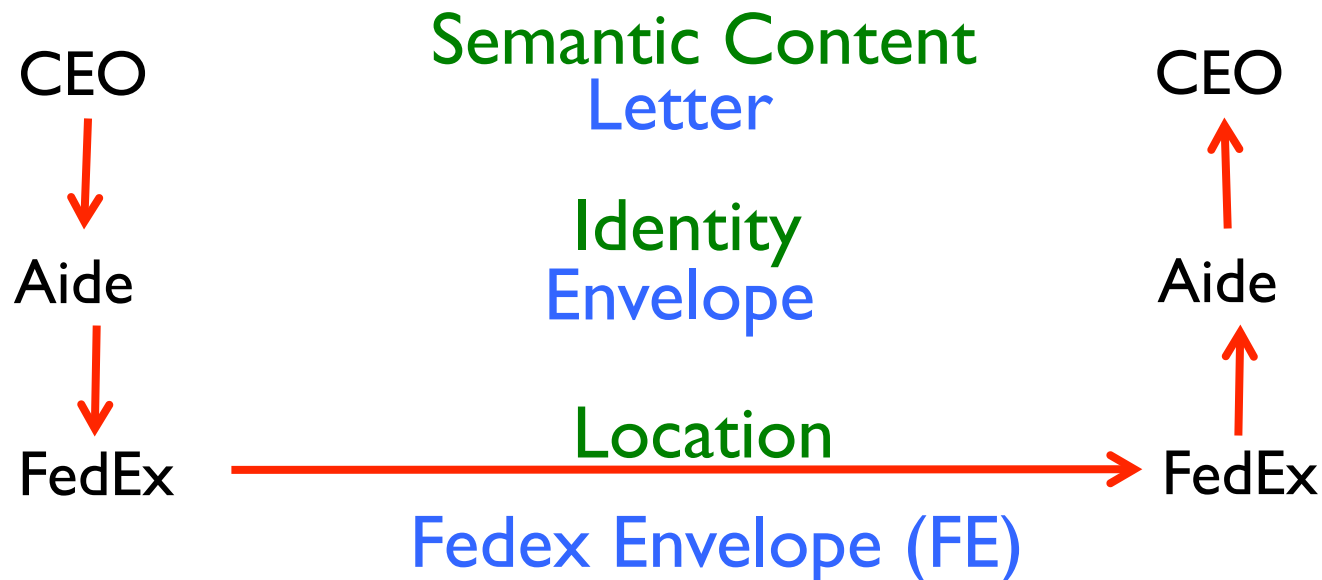 CEO
Semantic Content
Letter
CEO
Aide
Identity
Envelope
Aide
FedEx
Location
FedEx
Fedex Envelope (FE)